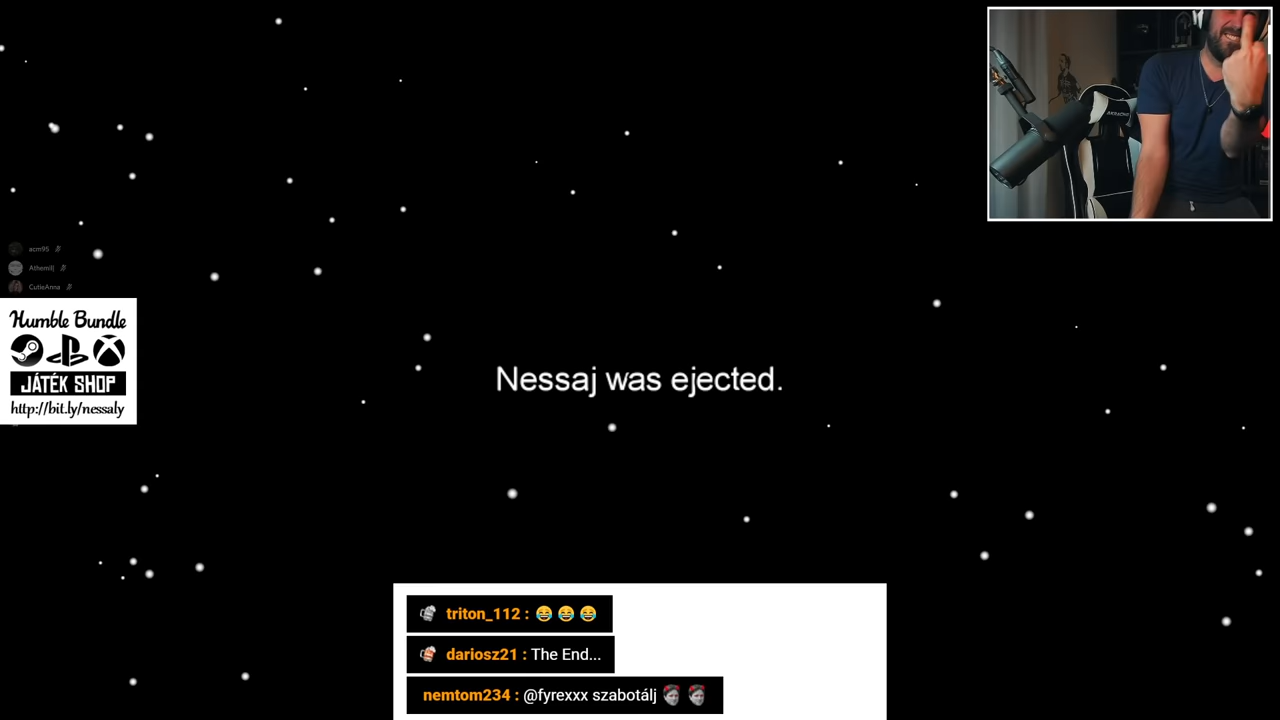 acm95
Athemil(
CutieAnna
Humble Bundle
JÁTÉK SHOP
http://bit.ly/nessaly
Nessaj was ejected.
triton_112 : 😂 😂 😂
dariosz21 : The End...
nemtom234 : @fyrexxx szabotálj